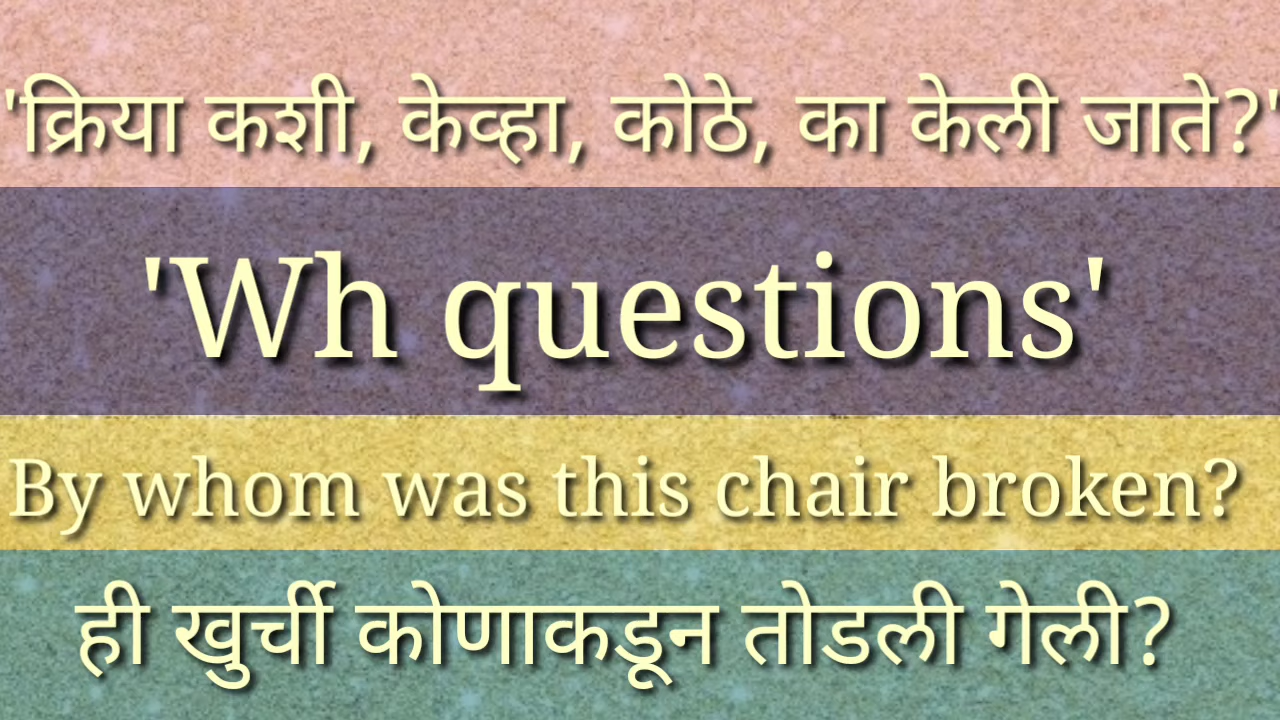 'क्रिया कशी, केव्हा, कोठे, का केली जाते?'
'Wh questions'
By whom was this chair broken?
ही खुर्ची कोणाकडून तोडली गेली?